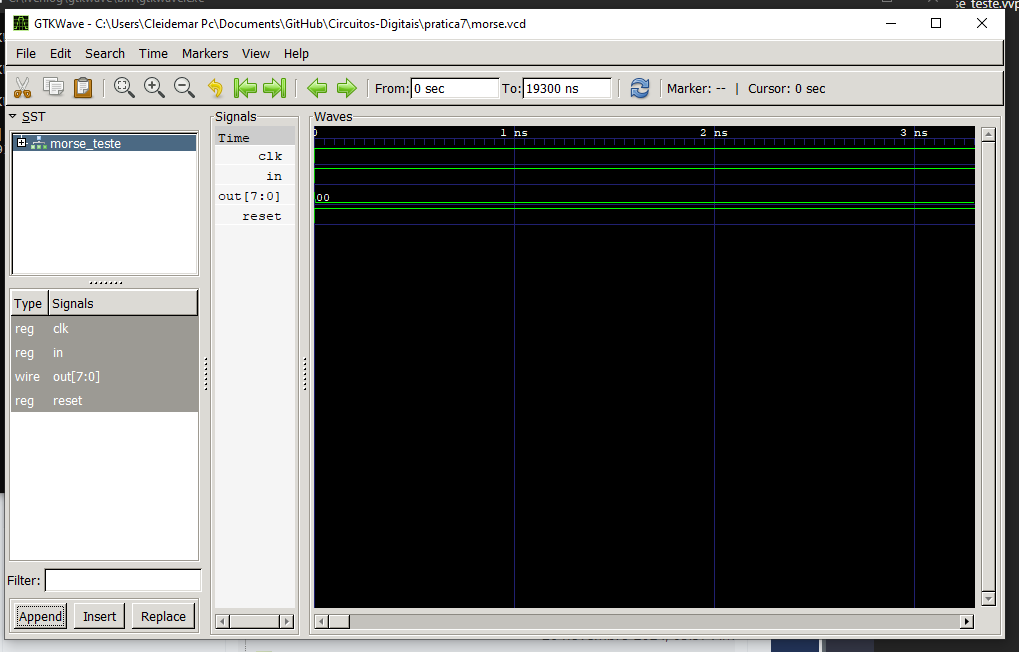 GTKWave - C:\Users\Cleidemar Pc\Documents\GitHub\Circuitos-Digitais\pratica7\morse.vcd
File Edit Search Time Markers View Help
From: 0 sec To: 19300 ns Marker: -- | Cursor: 0 sec
SST
morse_teste
Type Signals
reg clk
reg in
wire out[7:0]
reg reset
Filter:
Append Insert Replace
Signals
Time
clk
in
out[7:0]
reset
Waves
0 1 ns 2 ns 3 ns
00